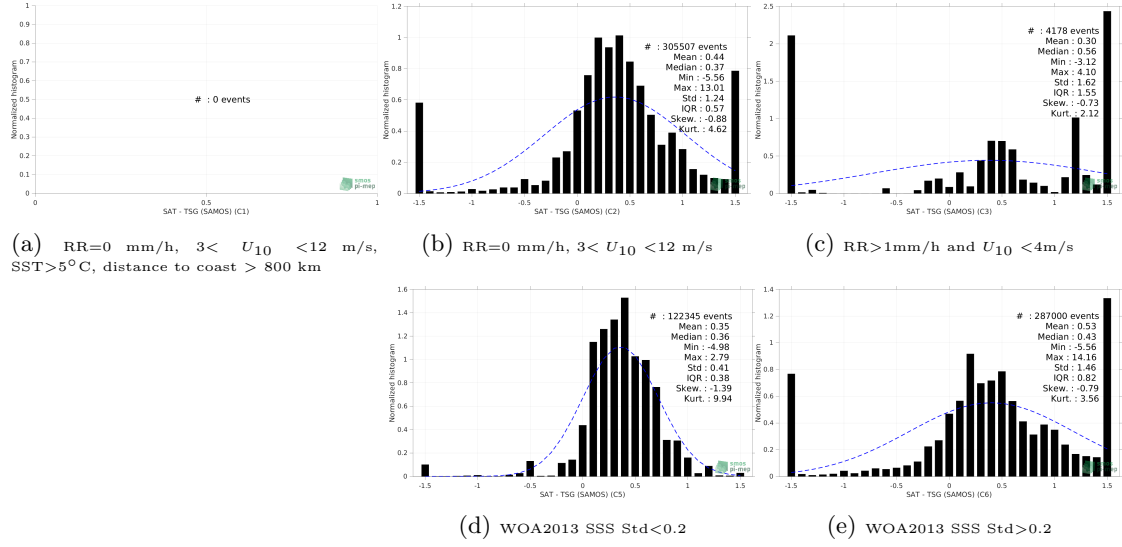 1
0.9
0.8
0.7
0.6
0.5
0.4
0.3
0.2
0.1
0
Normalized histogram
# : 0 events
smos
pi-mep
0 0.5 1
SAT - TSG (SAMOS) (C1)
(a) RR=0 mm/h, 3< U10 <12 m/s,
SST>5°C, distance to coast > 800 km
1.2
1
0.8
0.6
0.4
0.2
0
Normalized histogram
# : 305507 events
Mean : 0.44
Median : 0.37
Min : -5.56
Max : 13.01
Std : 1.24
IQR : 0.57
Skew. : -0.88
Kurt. : 4.62
smos
pi-mep
-1.5 -1 -0.5 0 0.5 1 1.5
SAT - TSG (SAMOS) (C2)
(b) RR=0 mm/h, 3< U10 <12 m/s
2.5
2
1.5
1
0.5
0
Normalized histogram
# : 4178 events
Mean : 0.30
Median : 0.56
Min : -3.12
Max : 4.10
Std : 1.62
IQR : 1.55
Skew. : -0.73
Kurt. : 2.12
smos
pi-mep
-1.5 -1 -0.5 0 0.5 1 1.5
SAT - TSG (SAMOS) (C3)
(c) RR>1mm/h and U10 <4m/s
1.6
1.4
1.2
1
0.8
0.6
0.4
0.2
0
Normalized histogram
# : 122345 events
Mean : 0.35
Median : 0.36
Min : -4.98
Max : 2.79
Std : 0.41
IQR : 0.38
Skew. : -1.39
Kurt. : 9.94
smos
pi-mep
-1.5 -1 -0.5 0 0.5 1 1.5
SAT - TSG (SAMOS) (C5)
(d) WOA2013 SSS Std<0.2
1.4
1.2
1
0.8
0.6
0.4
0.2
0
Normalized histogram
# : 287000 events
Mean : 0.53
Median : 0.43
Min : -5.56
Max : 14.16
Std : 1.46
IQR : 0.82
Skew. : -0.79
Kurt. : 3.56
smos
pi-mep
-1.5 -1 -0.5 0 0.5 1 1.5
SAT - TSG (SAMOS) (C6)
(e) WOA2013 SSS Std>0.2